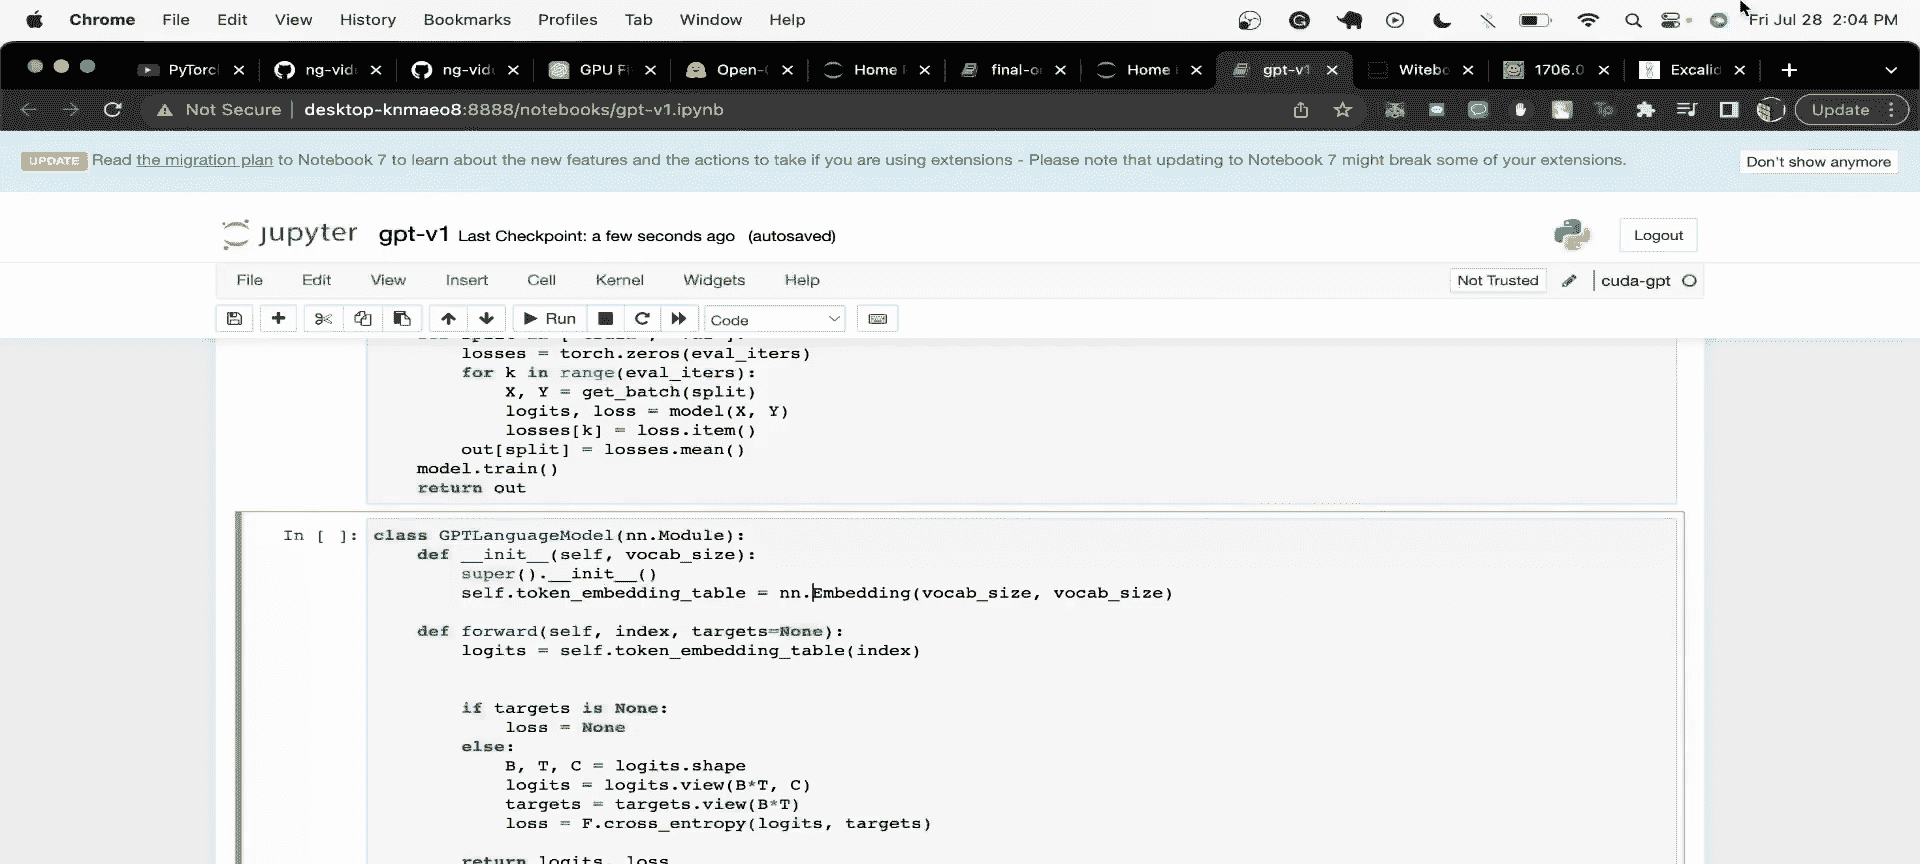 Chrome File Edit View History Bookmarks Profiles Tab Window Help Fri Jul 28 2:04 PM
PyTorc ng-vid ng-vid GPU Fi Open- Home final-o Home gpt-v1 Witebo 1706.0 Excalid
Not Secure | desktop-knmaeo8:8888/notebooks/gpt-v1.ipynb Update
UPDATE Read the migration plan to Notebook 7 to learn about the new features and the actions to take if you are using extensions - Please note that updating to Notebook 7 might break some of your extensions. Don't show anymore
jupyter gpt-v1 Last Checkpoint: a few seconds ago (autosaved) Logout
File Edit View Insert Cell Kernel Widgets Help Not Trusted cuda-gpt
Run Code
losses = torch.zeros(eval_iters)
for k in range(eval_iters):
X, Y = get_batch(split)
logits, loss = model(X, Y)
losses[k] = loss.item()
out[split] = losses.mean()
model.train()
return out
In [ ]: class GPTLanguageModel(nn.Module):
def __init__(self, vocab_size):
super().__init__()
self.token_embedding_table = nn.Embedding(vocab_size, vocab_size)
def forward(self, index, targets=None):
logits = self.token_embedding_table(index)
if targets is None:
loss = None
else:
B, T, C = logits.shape
logits = logits.view(B*T, C)
targets = targets.view(B*T)
loss = F.cross_entropy(logits, targets)
return logits, loss